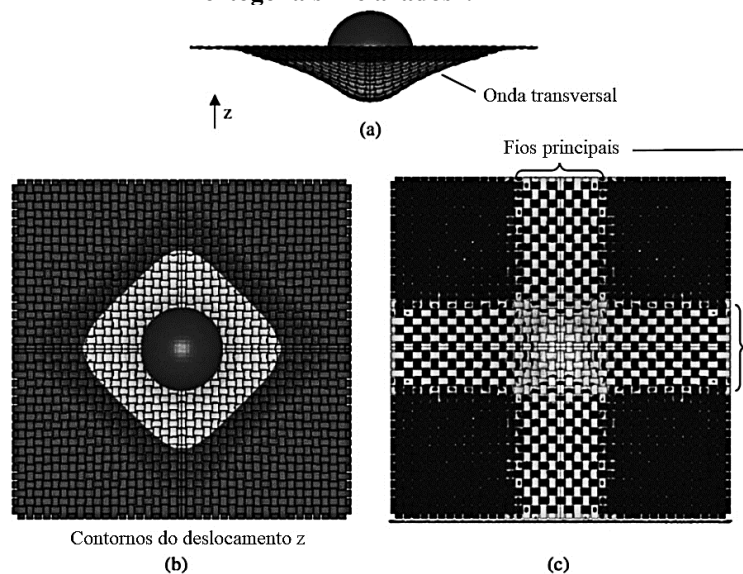 z
Onda transversal
(a)
Fios principais
Contornos do deslocamento z
(b)
(c)